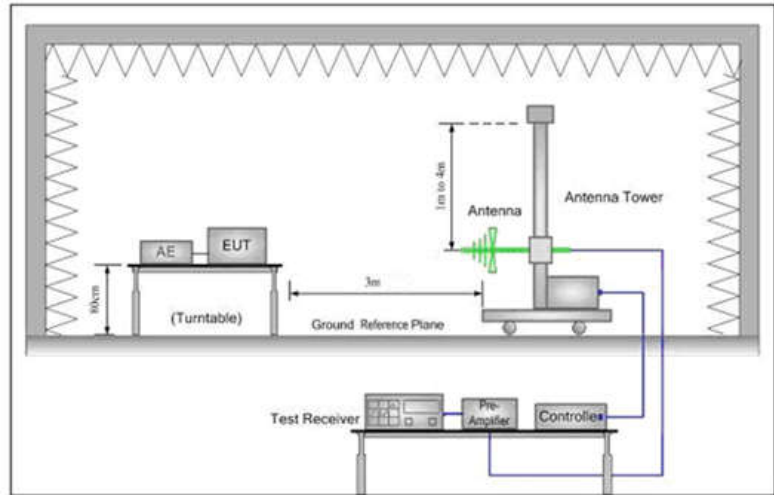 1m to 4m
Antenna
Antenna Tower
AE
EUT
80cm
(Turntable)
3m
Ground Reference Plane
Test Receiver
Pre-
Amplifier
Controller